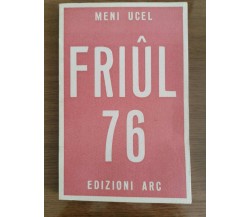 MENI UCEL
FRIÛL
76
EDIZIONI ARC